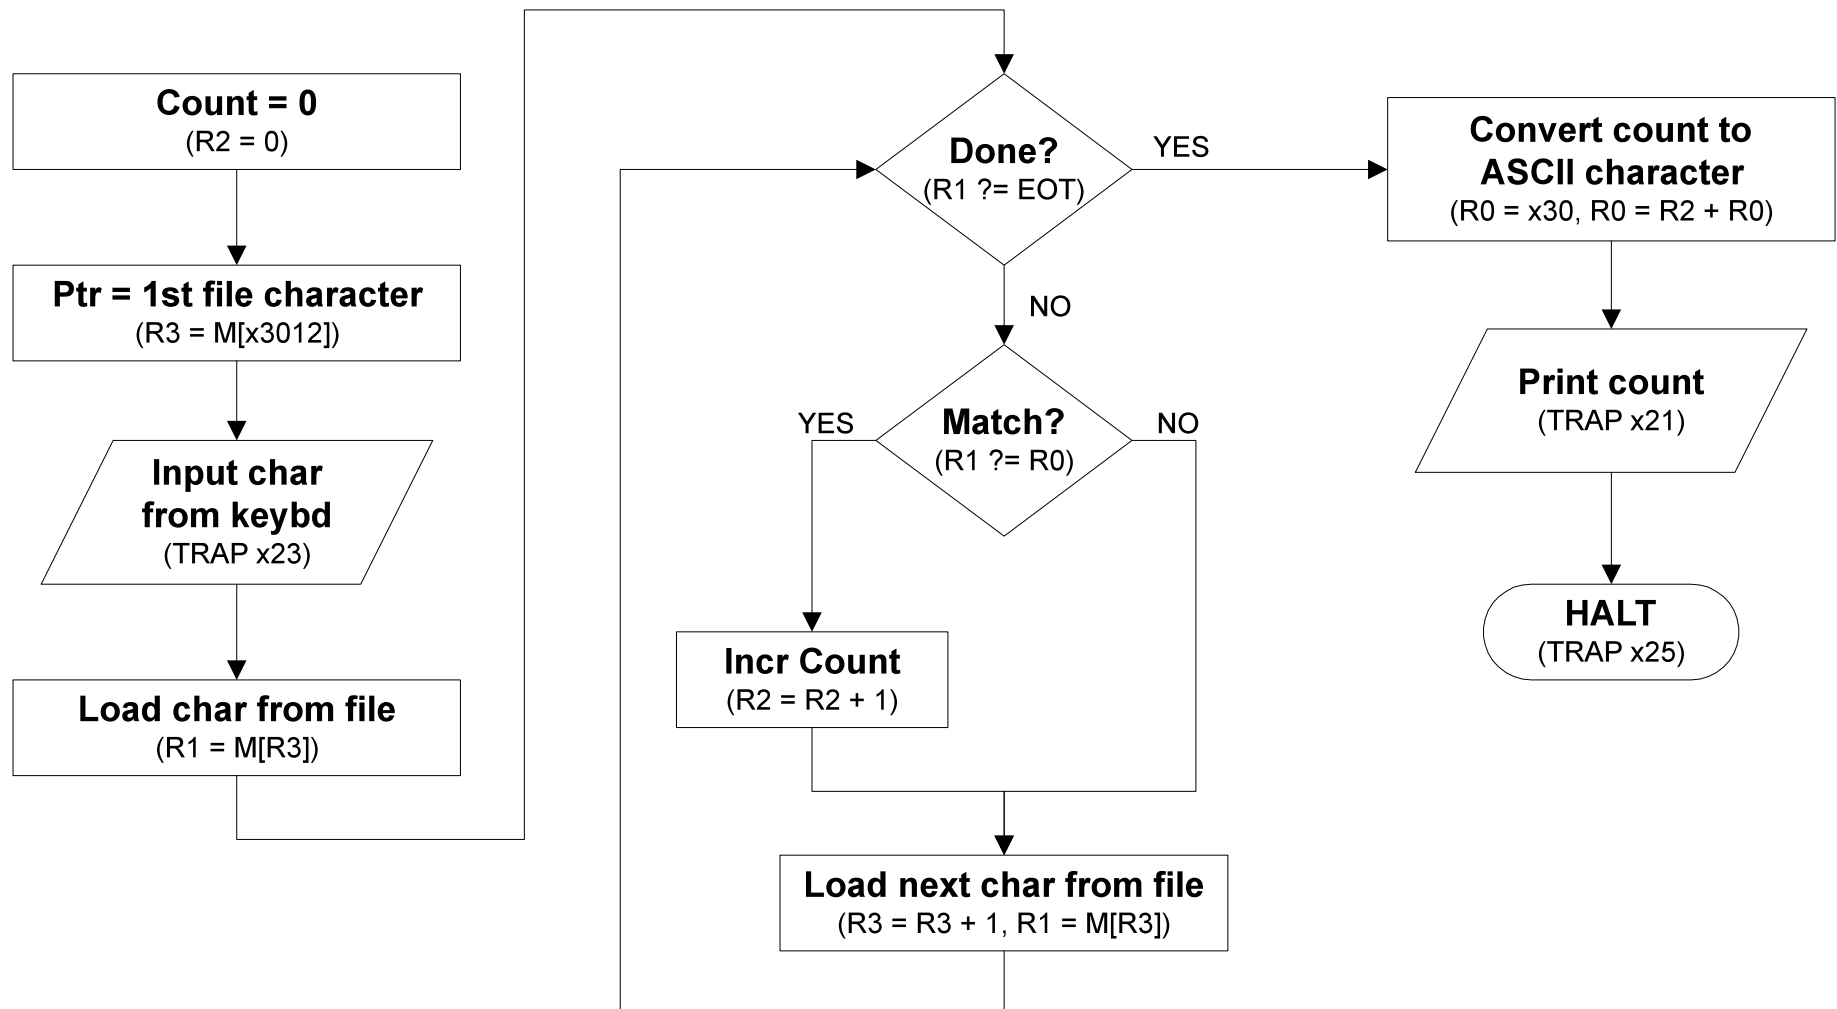 Count = 0
(R2 = 0)
Ptr = 1st file character
(R3 = M[x3012])
Input char
from keybd
(TRAP x23)
Load char from file
(R1 = M[R3])
Done?
(R1 ?= EOT)
YES
NO
Match?
(R1 ?= R0)
YES
NO
Incr Count
(R2 = R2 + 1)
Load next char from file
(R3 = R3 + 1, R1 = M[R3])
Convert count to
ASCII character
(R0 = x30, R0 = R2 + R0)
Print count
(TRAP x21)
HALT
(TRAP x25)